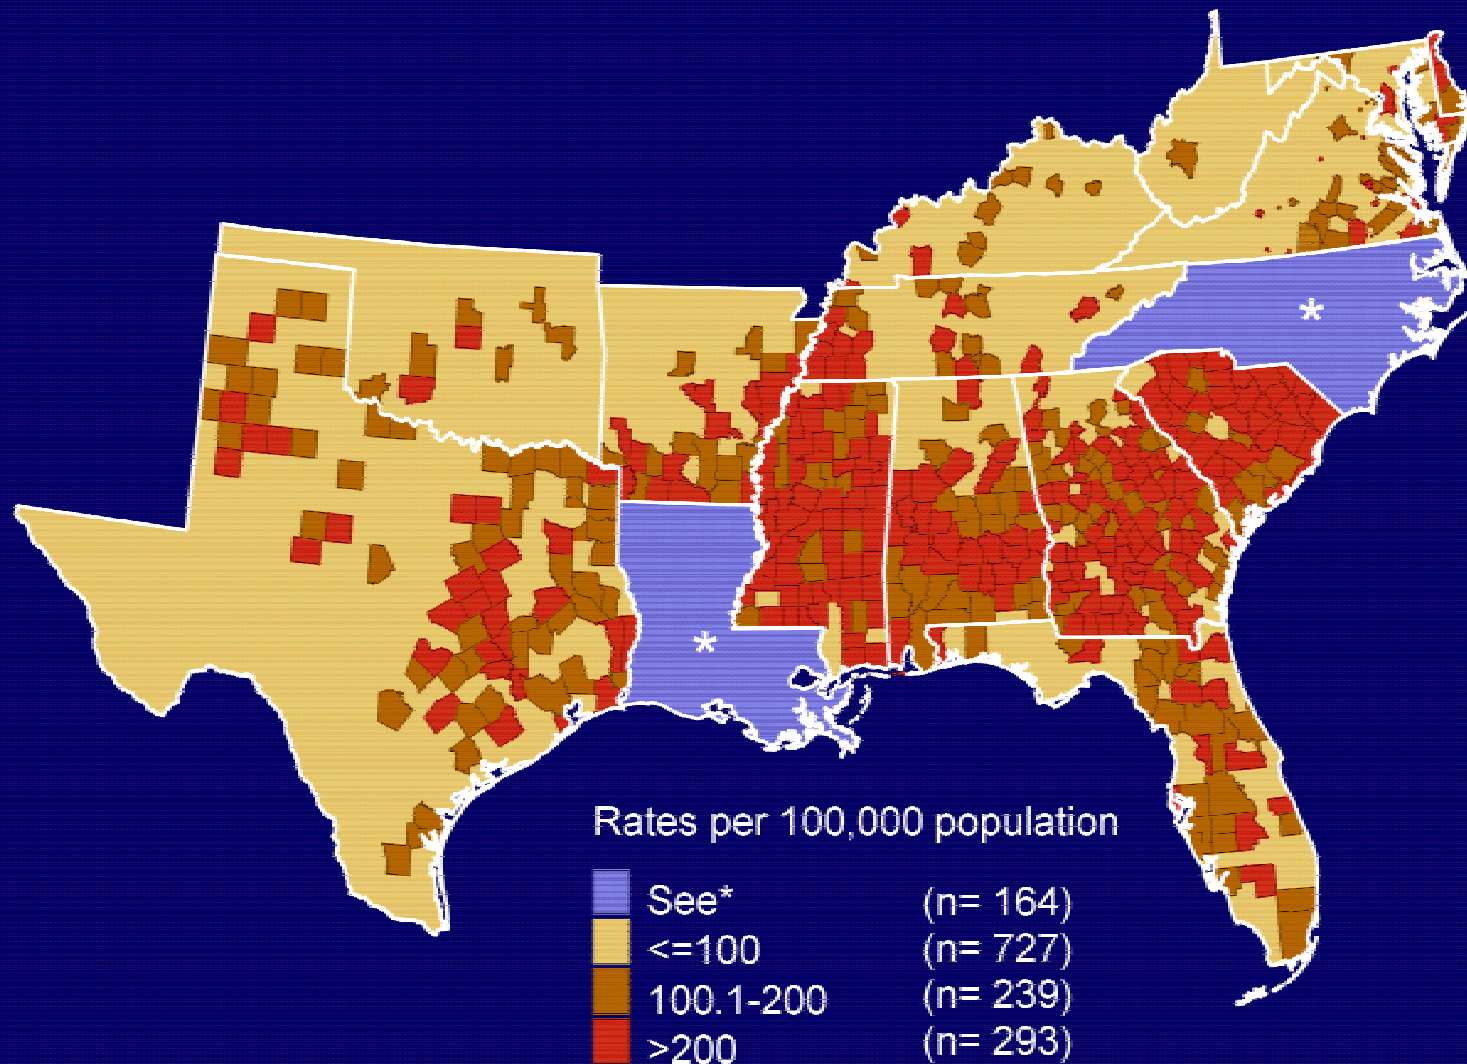 *
*
Rates per 100,000 population
See* (n= 164)
<=100 (n= 727)
100.1-200 (n= 239)
>200 (n= 293)